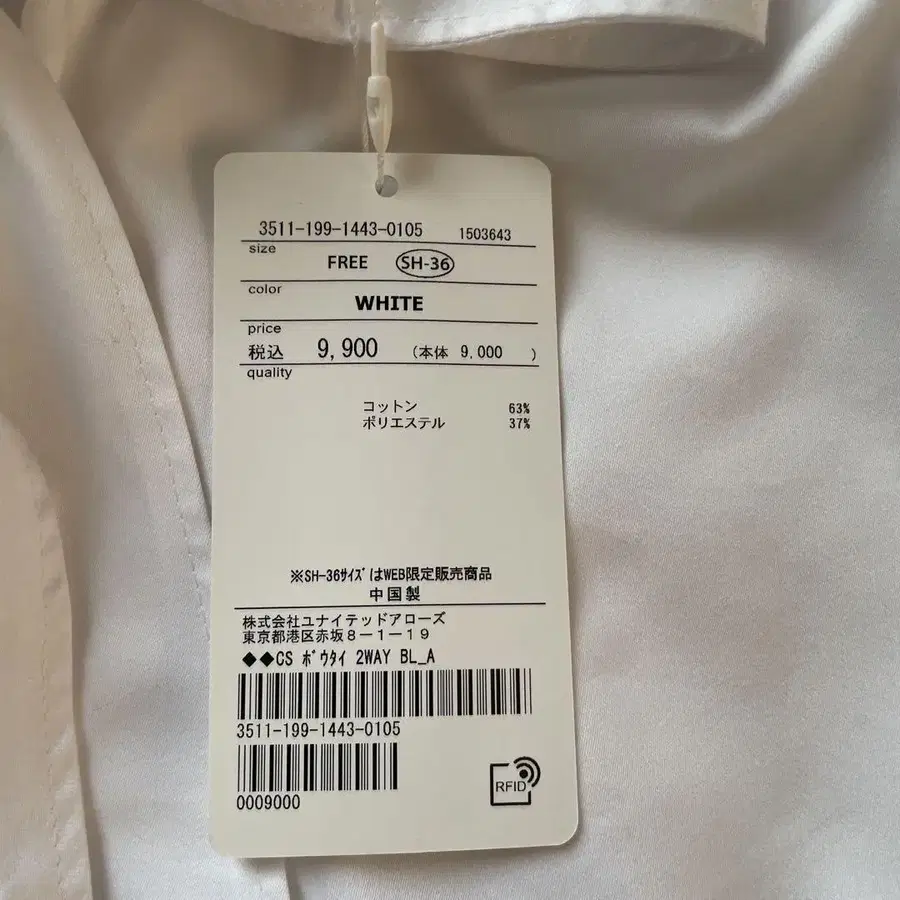 3511-199-1443-0105 1503643
size
FREE SH-36
color
WHITE
price
税込 9,900 (本体 9,000 )
quality
コットン 63%
ポリエステル 37%
※SH-36ｻｲｽﾞはWEB限定販売商品
中国製
株式会社ユナイテッドアローズ
東京都港区赤坂８−１−１９
◆◆CS ﾎﾞｳﾀｲ 2WAY BL_A
3511-199-1443-0105
0009000
RFID